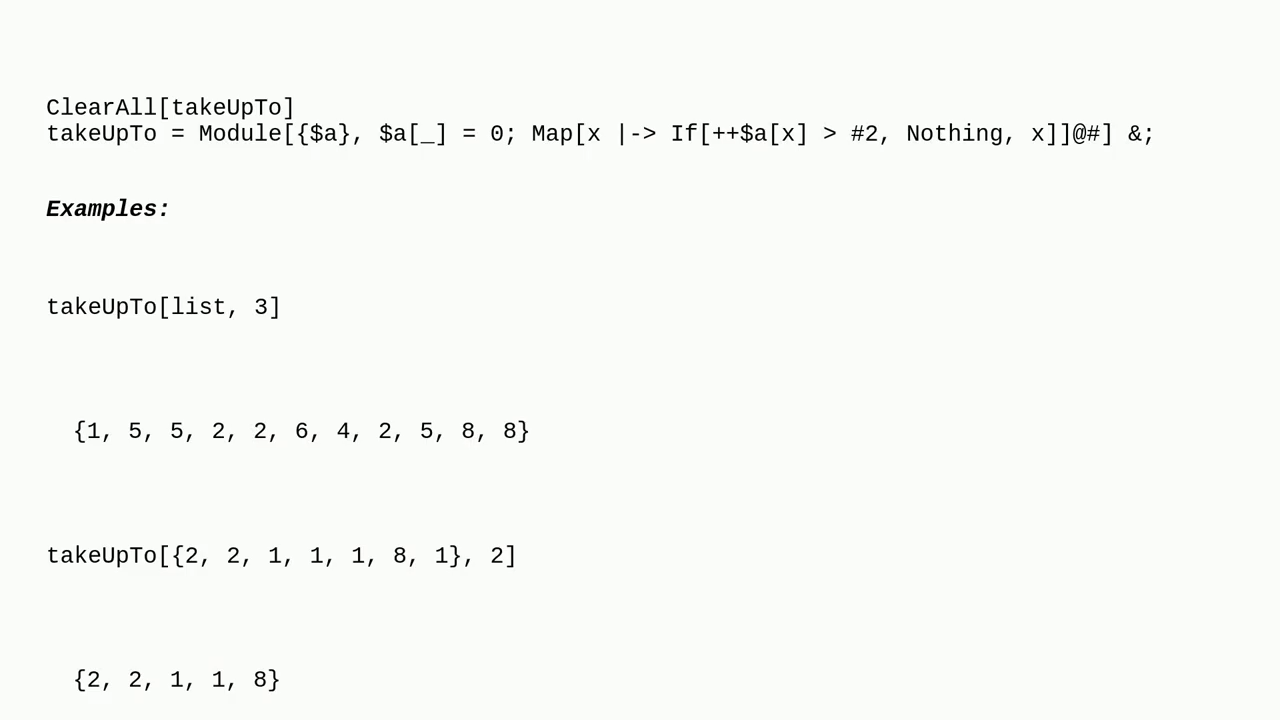 ClearAll[takeUpTo]
takeUpTo = Module[{$a}, $a[_] = 0; Map[x |-> If[++$a[x] > #2, Nothing, x]]@#] &;
Examples:
takeUpTo[list, 3]
{1, 5, 5, 2, 2, 6, 4, 2, 5, 8, 8}
takeUpTo[{2, 2, 1, 1, 1, 8, 1}, 2]
{2, 2, 1, 1, 8}